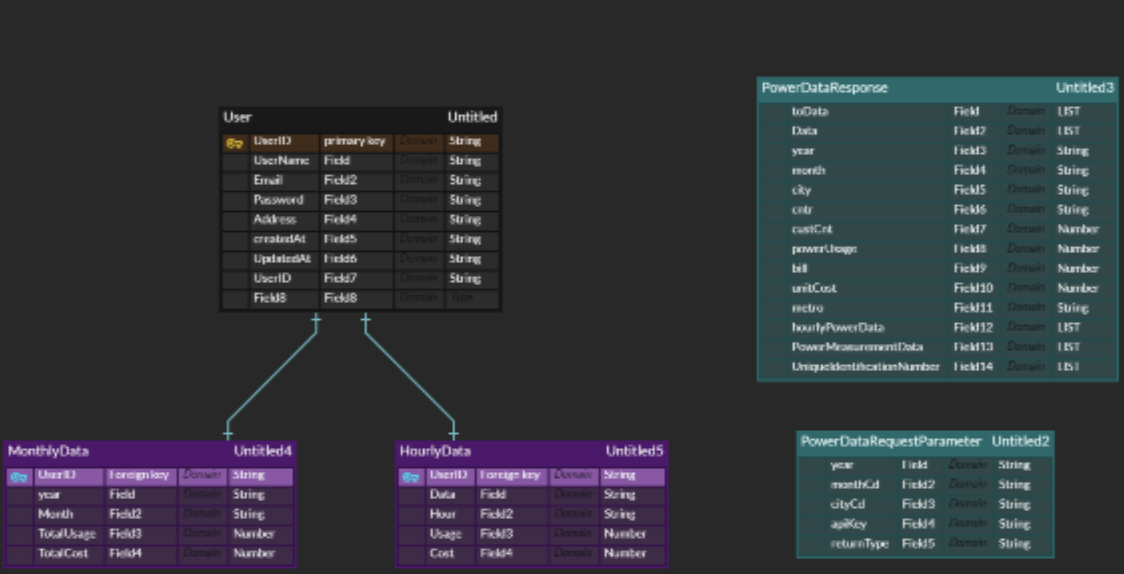 User Untitled
UserID primary key Domain String
UserName Field Domain String
Email Field2 Domain String
Password Field3 Domain String
Address Field4 Domain String
createdAt Field5 Domain String
UpdatedAt Field6 Domain String
UserID Field7 Domain String
Field8 Field8 Domain Type
PowerDataResponse Untitled3
toData Field Domain LIST
Data Field2 Domain LIST
year Field3 Domain String
month Field4 Domain String
city Field5 Domain String
cntr Field6 Domain String
custCnt Field7 Domain Number
powerUsage Field8 Domain Number
bill Field9 Domain Number
unitCost Field10 Domain Number
metro Field11 Domain String
hourlyPowerData Field12 Domain LIST
PowerMeasurementData Field13 Domain LIST
UniqueIdentificationNumber Field14 Domain LIST
MonthlyData Untitled4
UserID Foreign key Domain String
year Field Domain String
Month Field2 Domain String
TotalUsage Field3 Domain Number
TotalCost Field4 Domain Number
HourlyData Untitled5
UserID Foreign key Domain String
Data Field Domain String
Hour Field2 Domain String
Usage Field3 Domain Number
Cost Field4 Domain Number
PowerDataRequestParameter Untitled2
year Field Domain String
monthCd Field2 Domain String
cityCd Field3 Domain String
apiKey Field4 Domain String
returnType Field5 Domain String